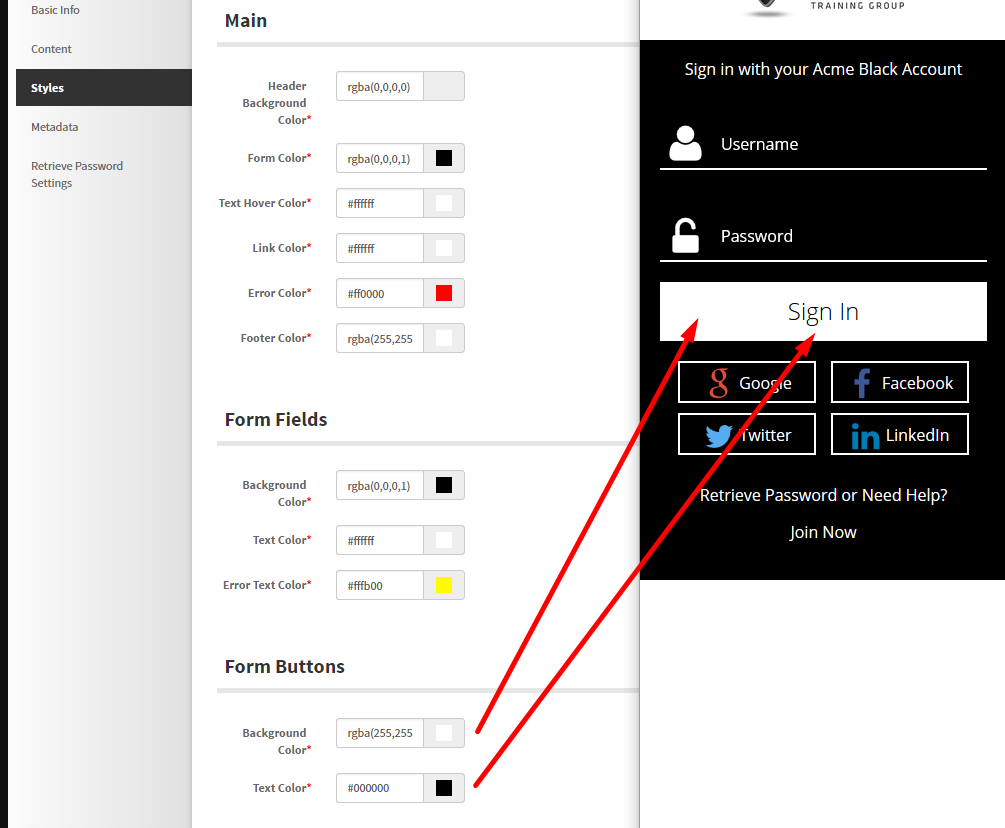 Basic Info
Content
Styles
Metadata
Retrieve Password
Settings
Main
Header
Background
Color*
rgba(0,0,0,0)
Form Color*
rgba(0,0,0,1)
Text Hover Color*
#ffffff
Link Color*
#ffffff
Error Color*
#ff0000
Footer Color*
rgba(255,255
Form Fields
Background
Color*
rgba(0,0,0,1)
Text Color*
#ffffff
Error Text Color*
#fffb00
Form Buttons
Background
Color*
rgba(255,255
Text Color*
#000000
TRAINING GROUP
Sign in with your Acme Black Account
Username
Password
Sign In
Google
Facebook
Twitter
LinkedIn
Retrieve Password or Need Help?
Join Now